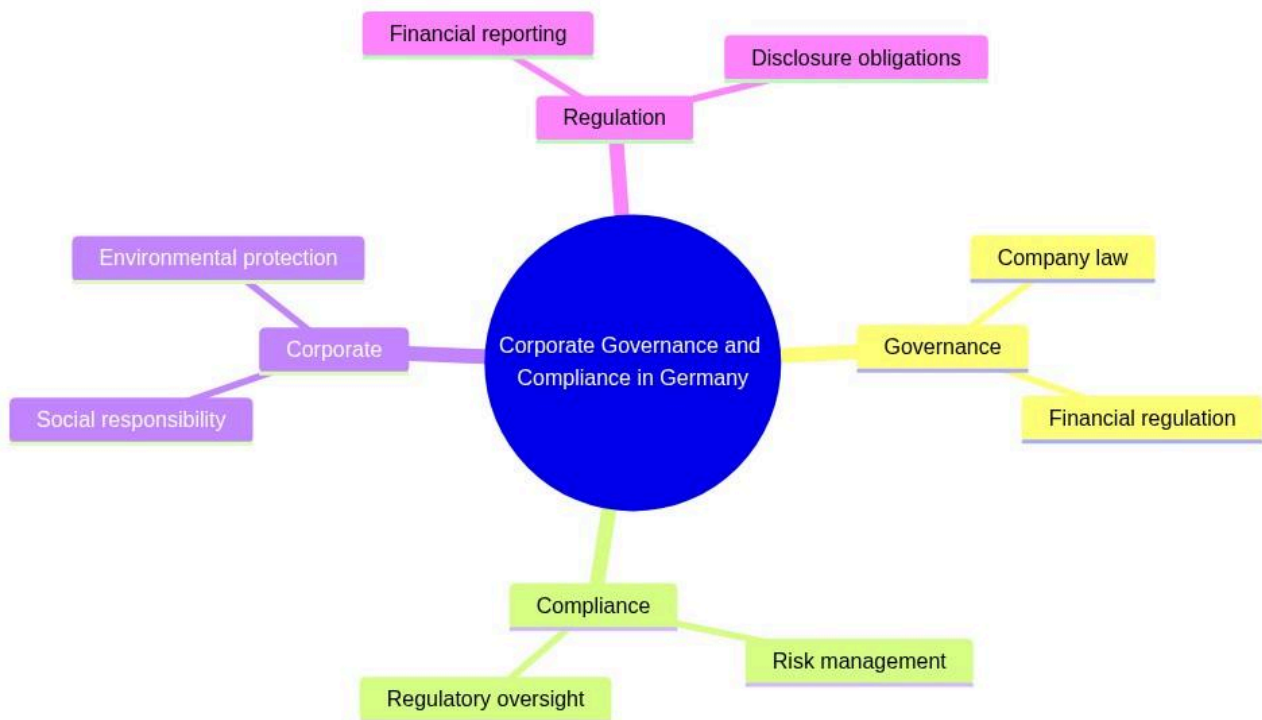 Financial reporting
Disclosure obligations
Regulation
Environmental protection
Company law
Corporate
Corporate Governance and
Compliance in Germany
Governance
Social responsibility
Financial regulation
Compliance
Risk management
Regulatory oversight